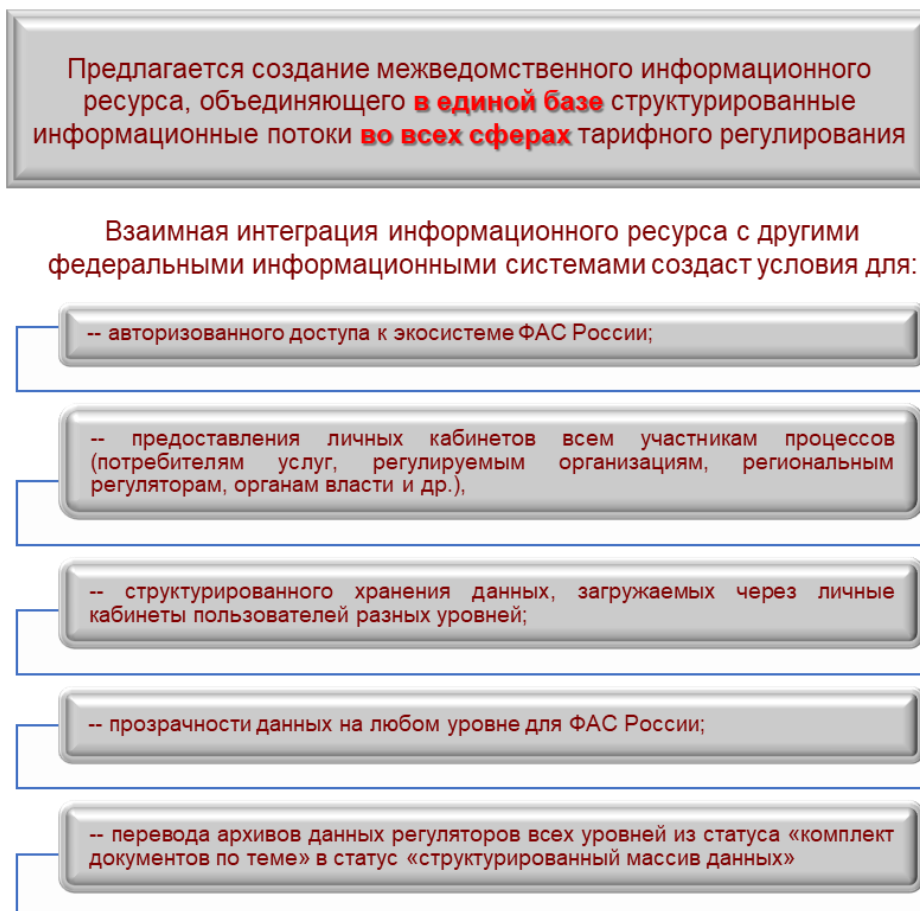 Предлагается создание межведомственного информационного
ресурса, объединяющего в единой базе структурированные
информационные потоки во всех сферах тарифного регулирования
Взаимная интеграция информационного ресурса с другими
федеральными информационными системами создаст условия для:
-- авторизованного доступа к экосистеме ФАС России;
-- предоставления личных кабинетов всем участникам процессов
(потребителям услуг, регулируемым организациям, региональным
регуляторам, органам власти и др.),
-- структурированного хранения данных, загружаемых через личные
кабинеты пользователей разных уровней;
-- прозрачности данных на любом уровне для ФАС России;
-- перевода архивов данных регуляторов всех уровней из статуса «комплект
документов по теме» в статус «структурированный массив данных»